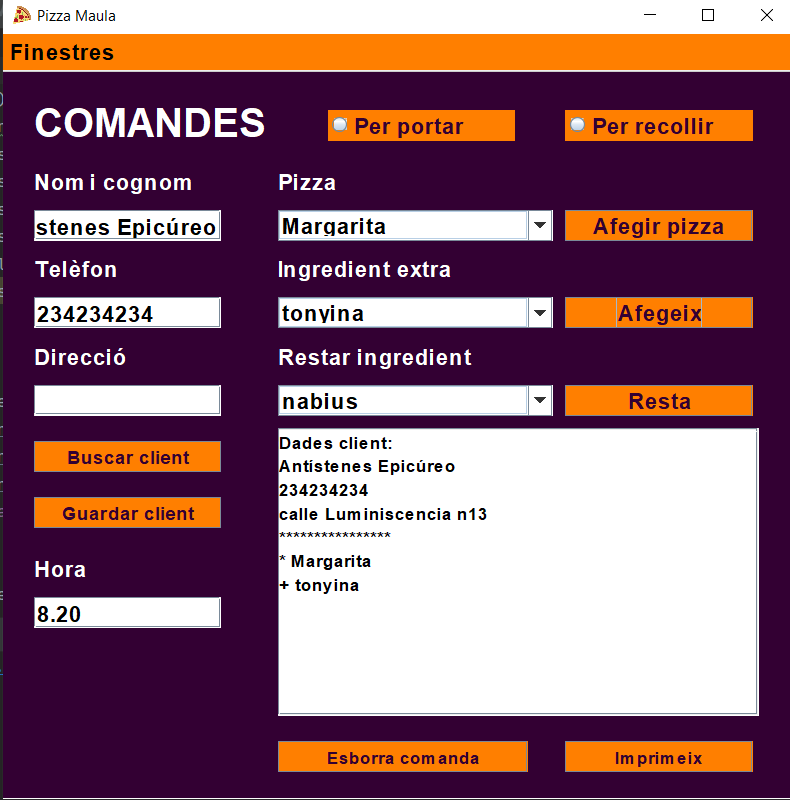 Pizza Maula
Finestres
COMANDES
Per portar
Per recollir
Nom i cognom
Pizza
stenes Epicúreo
Margarita
Afegir pizza
Telèfon
Ingredient extra
234234234
tonyina
Afegeix
Direcció
Restar ingredient
nabius
Resta
Buscar client
Guardar client
Hora
8.20
Dades client:
Antístenes Epicúreo
234234234
calle Luminiscencia n13
****************
* Margarita
+ tonyina
Esborra comanda
Imprimeix